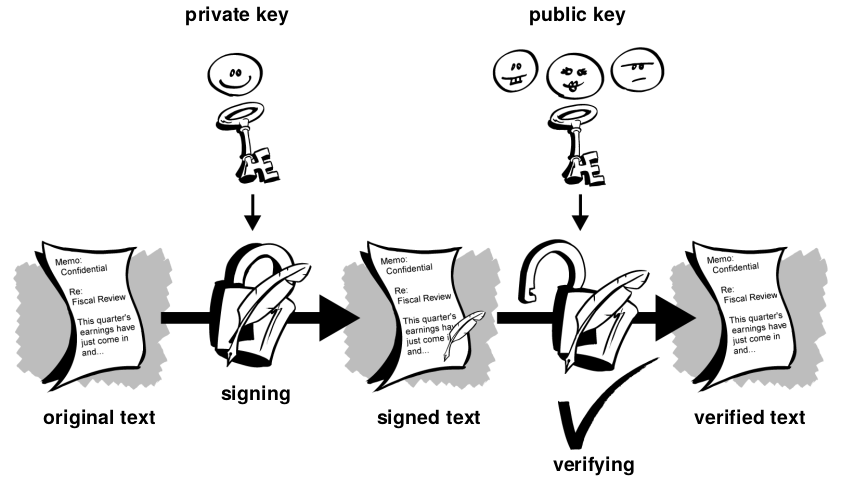 private key
public key
Memo:
Confidential
Re:
Fiscal Review
This quarter's
earnings have
just come in
and...
original text
signing
Memo:
Confidential
Re:
Fiscal Review
This quarter's
earnings have
just come in
and...
signed text
verifying
Memo:
Confidential
Re:
Fiscal Review
This quarter's
earnings have
just come in
and...
verified text